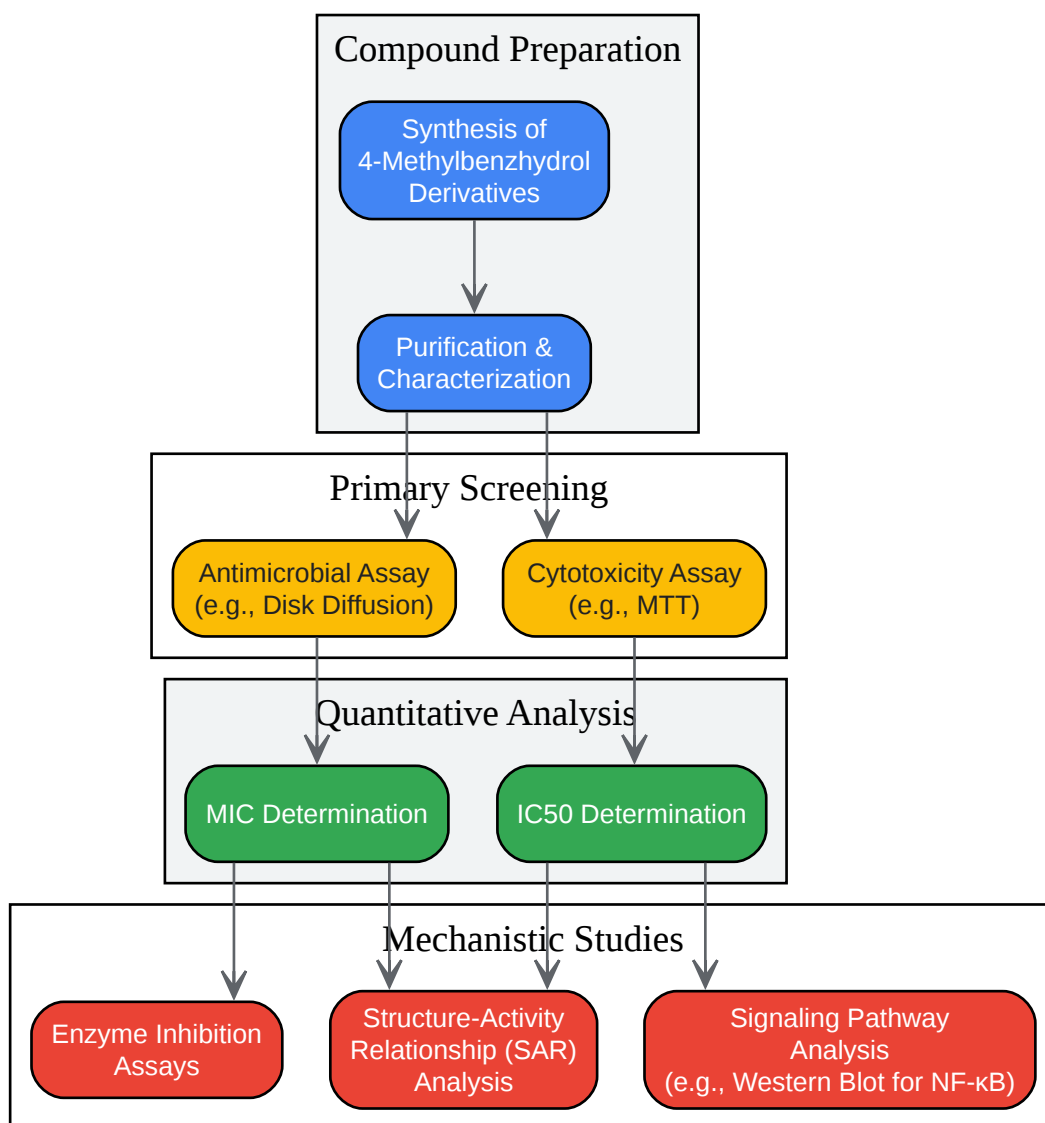 Compound Preparation
Synthesis of
4-Methylbenzhydrol
Derivatives
Purification &
Characterization
Primary Screening
Antimicrobial Assay
(e.g., Disk Diffusion)
Cytotoxicity Assay
(e.g., MTT)
Quantitative Analysis
MIC Determination
IC50 Determination
Mechanistic Studies
Enzyme Inhibition
Assays
Structure-Activity
Relationship (SAR)
Analysis
Signaling Pathway
Analysis
(e.g., Western Blot for NF-κB)